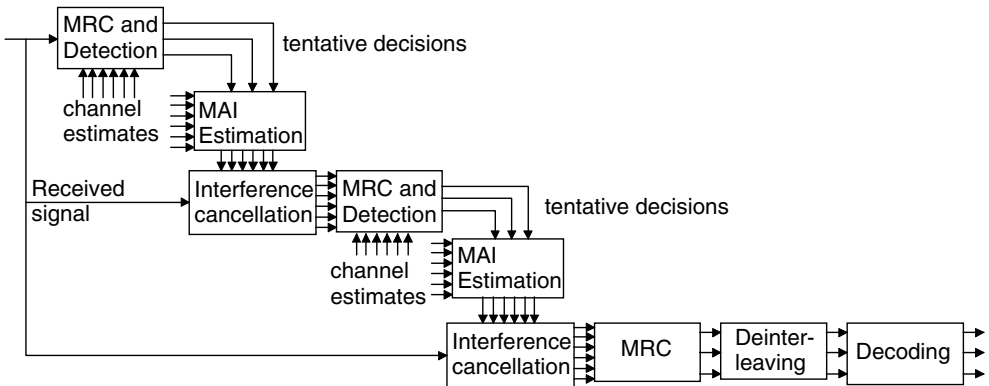 MRC and
Detection
tentative decisions
channel
estimates
MAI
Estimation
Received
signal
Interference
cancellation
MRC and
Detection
tentative decisions
channel
estimates
MAI
Estimation
Interference
cancellation
MRC
Deinter-
leaving
Decoding